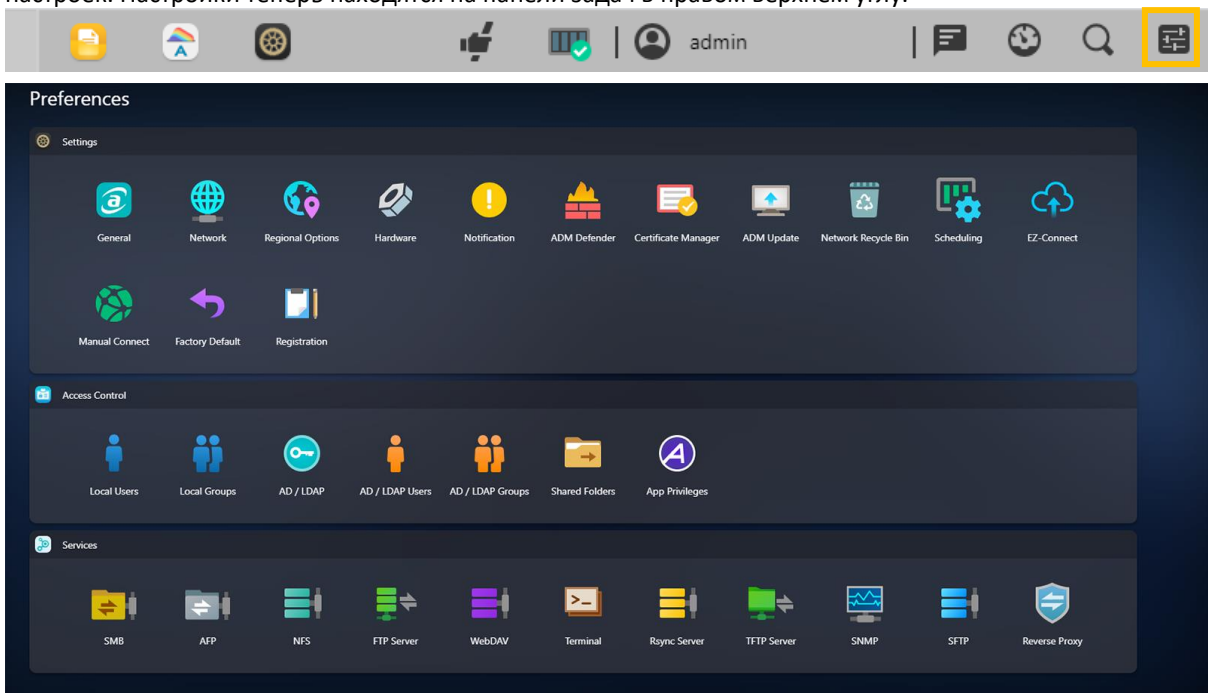 настроек. Настройки теперь находятся на панели задач в правом верхнем углу.
admin
Preferences
Settings
General Network Regional Options Hardware Notification ADM Defender Certificate Manager ADM Update Network Recycle Bin Scheduling EZ-Connect
Manual Connect Factory Default Registration
Access Control
Local Users Local Groups AD / LDAP AD / LDAP Users AD / LDAP Groups Shared Folders App Privileges
Services
SMB AFP NFS FTP Server WebDAV Terminal Rsync Server TFTP Server SNMP SFTP Reverse Proxy